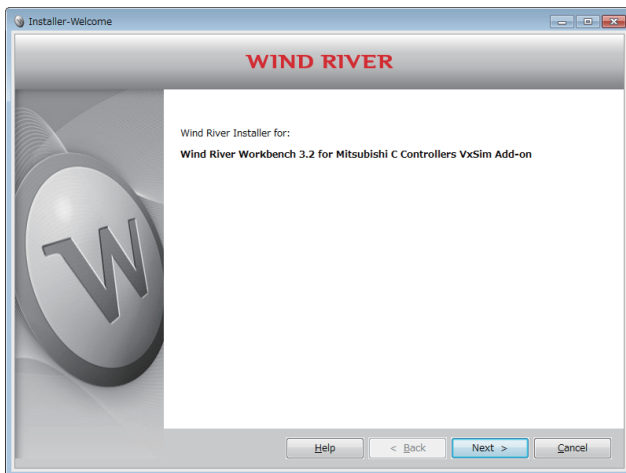 Installer-Welcome
WIND RIVER
Wind River Installer for:
Wind River Workbench 3.2 for Mitsubishi C Controllers VxSim Add-on
W
Help
< Back
Next >
Cancel